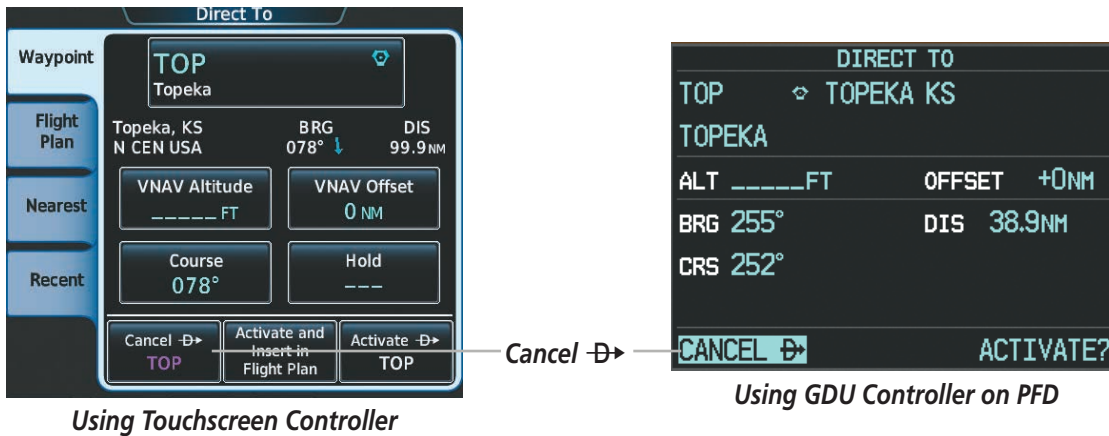 Direct To
Waypoint
Flight Plan
Nearest
Recent
TOP
Topeka
Topeka, KS BRG DIS
N CEN USA 078° 99.9NM
VNAV Altitude
_____FT
VNAV Offset
0 NM
Course
078°
Hold
---
Cancel D→
TOP
Activate and
Insert in
Flight Plan
Activate D→
TOP
Using Touchscreen Controller
Cancel D→
DIRECT TO
TOP TOPEKA KS
TOPEKA
ALT _____FT OFFSET +0NM
BRG 255° DIS 38.9NM
CRS 252°
CANCEL D→ ACTIVATE?
Using GDU Controller on PFD